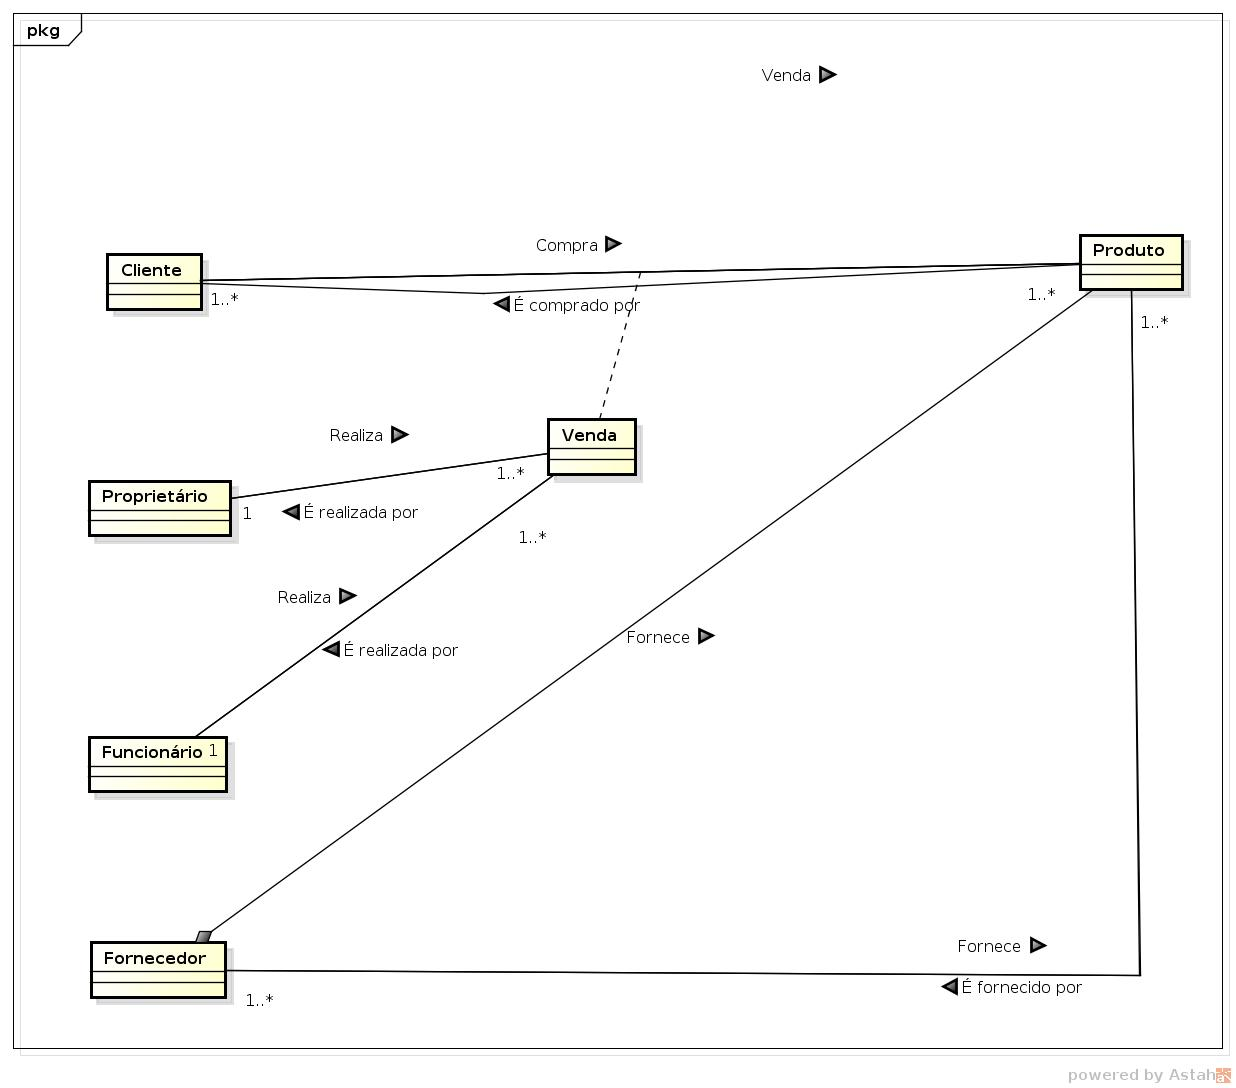 pkg
Venda
Compra
Produto
Cliente
1..*
1..*
É comprado por
1..*
Realiza
Venda
1..*
Proprietário
1
É realizada por
1..*
Realiza
Fornece
É realizada por
Funcionário 1
Fornece
Fornecedor
É fornecido por
1..*
powered by Astah